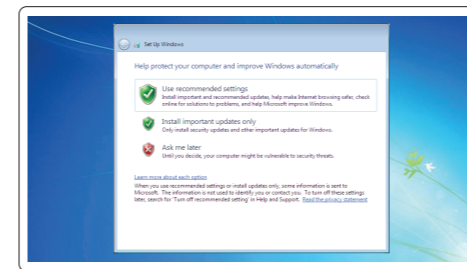 Set Up Windows
Help protect your computer and improve Windows automatically
Use recommended settings
Install important and recommended updates, help make Internet browsing safer, check
online for solutions to problems, and help Microsoft improve Windows.
Install important updates only
Only install security updates and other important updates for Windows.
Ask me later
Until you decide, your computer might be vulnerable to security threats.
Learn more about each option
When you use recommended settings or install updates only, some information is sent to
Microsoft. The information is not used to identify you or contact you. To turn off these settings
later, search for 'Turn off recommended setting' in Help and Support. Read the privacy statement